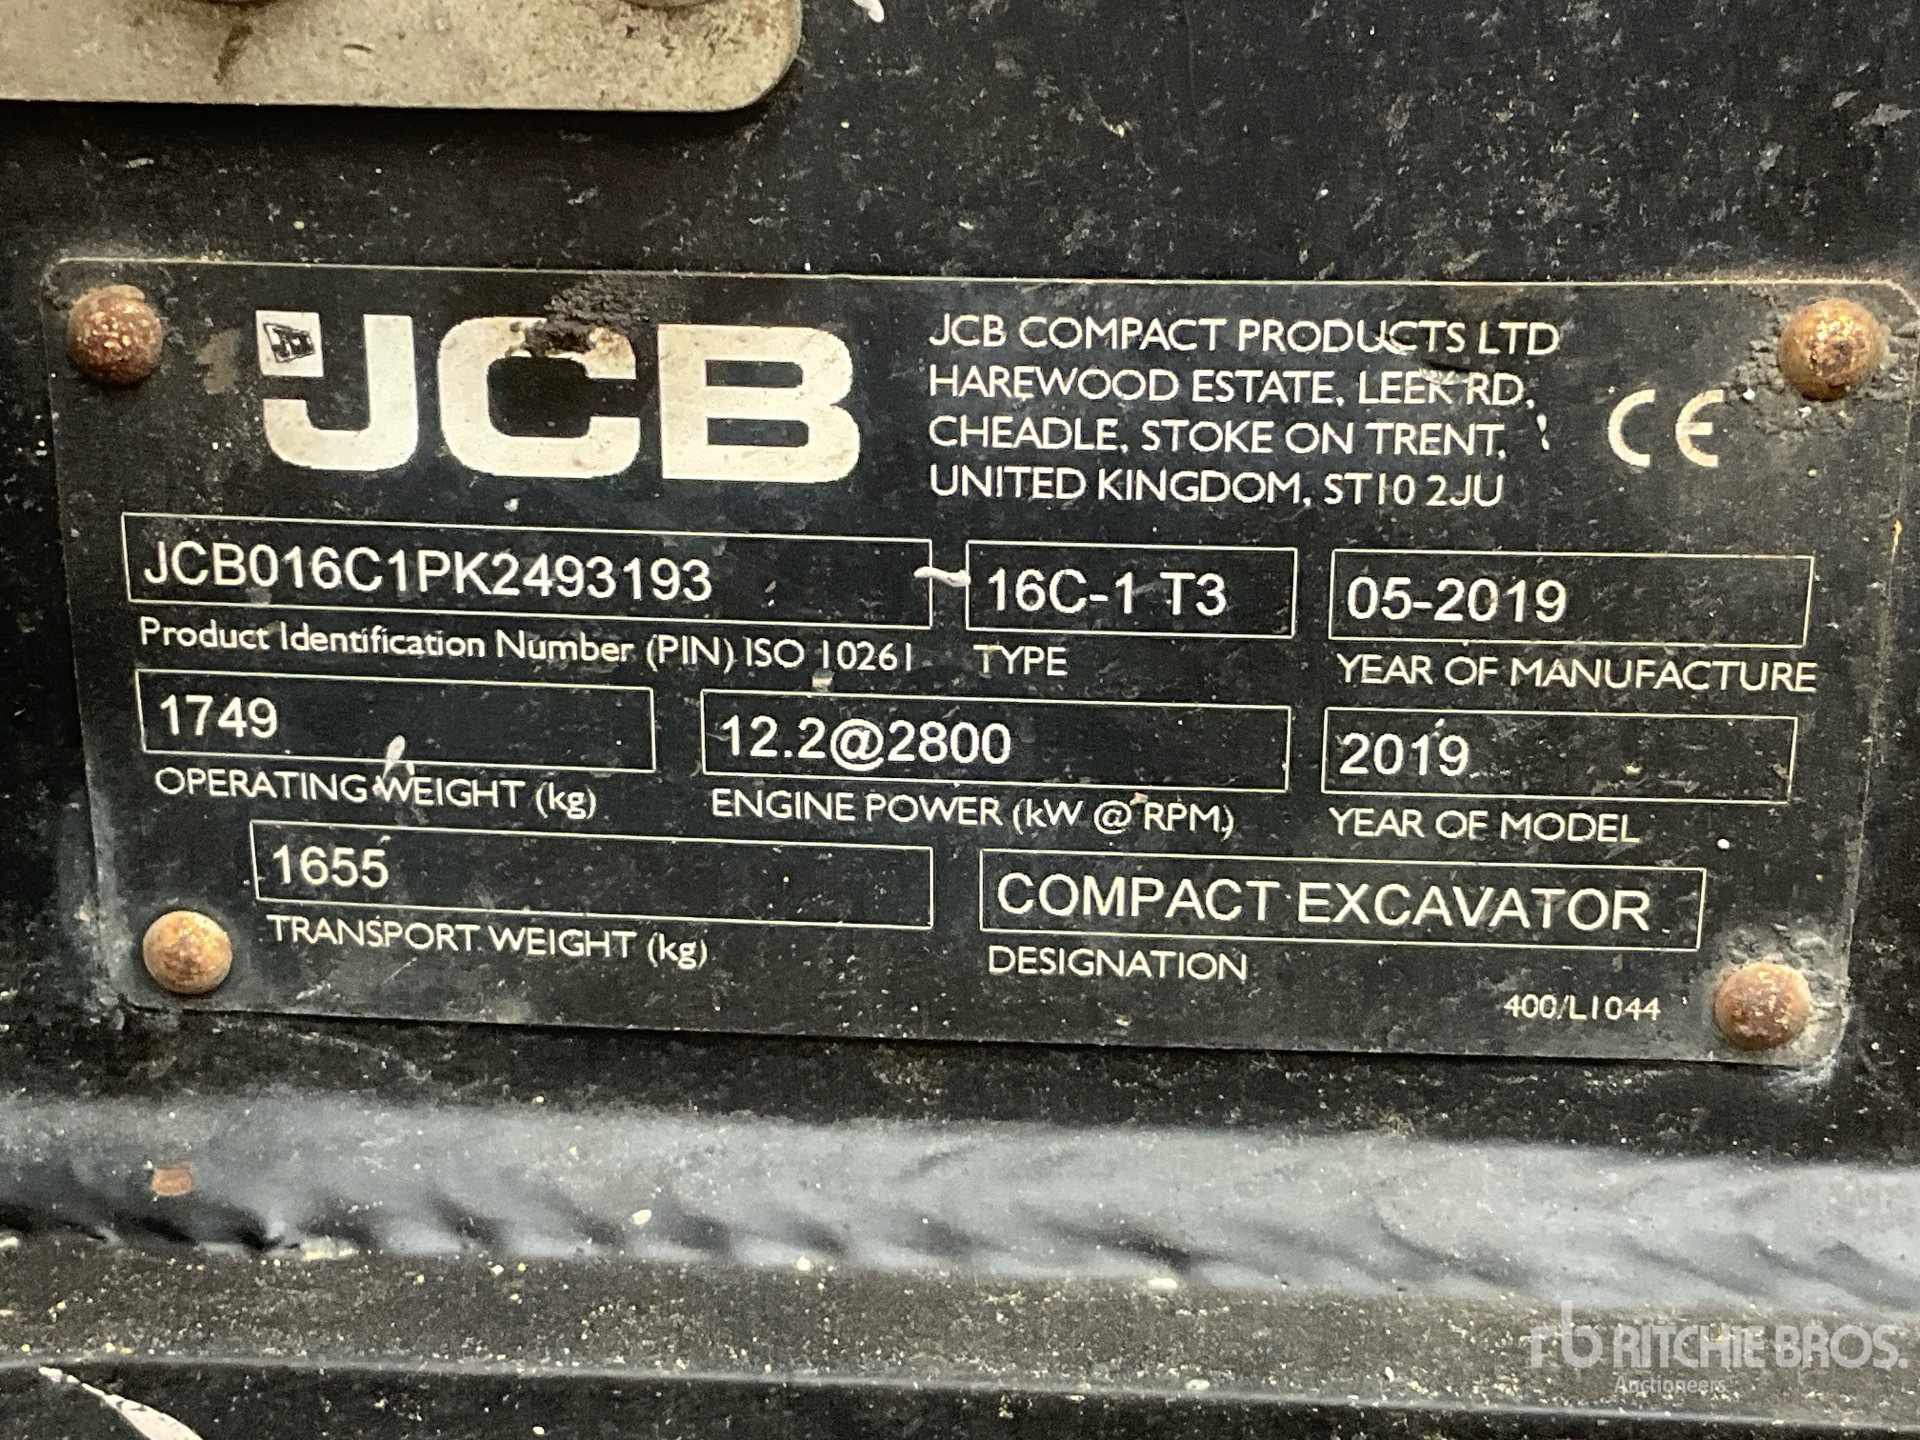 JCB
JCB COMPACT PRODUCTS LTD
HAREWOOD ESTATE, LEEK RD,
CHEADLE, STOKE ON TRENT,
UNITED KINGDOM, ST10 2JU
CE
JCB016C1PK2493193
Product Identification Number (PIN) ISO 10261
16C-1 T3
TYPE
05-2019
YEAR OF MANUFACTURE
1749
OPERATING WEIGHT (kg)
12.2@2800
ENGINE POWER (kW @ RPM)
2019
YEAR OF MODEL
1655
TRANSPORT WEIGHT (kg)
COMPACT EXCAVATOR
DESIGNATION
400/L1044
rb RITCHIE BROS.
Auctioneers